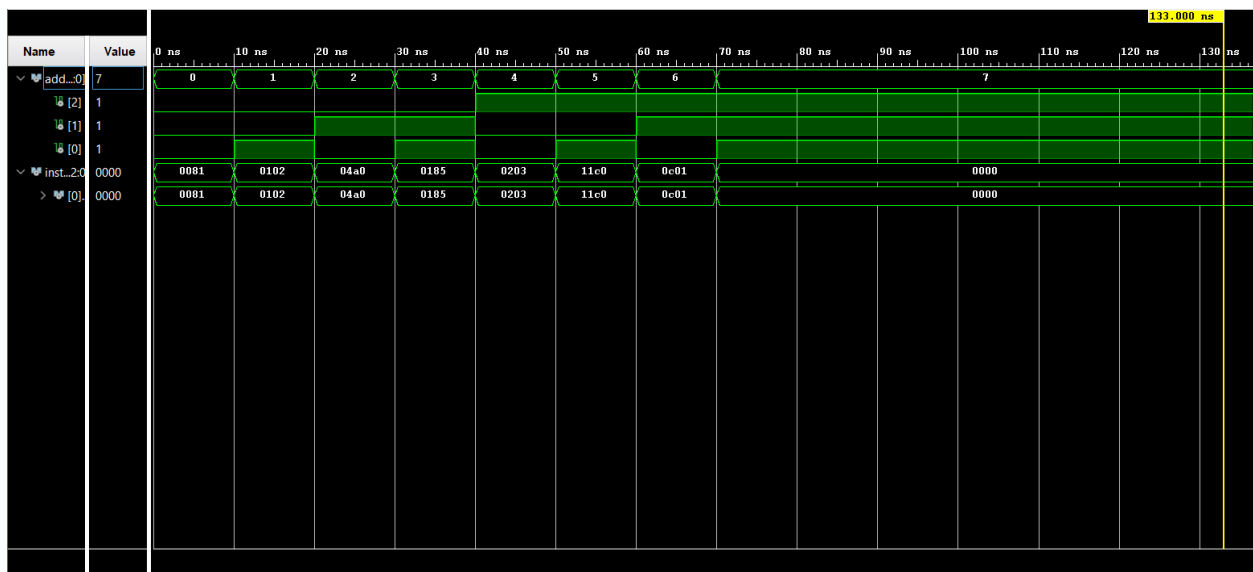 133.000 ns
Name Value 0 ns 10 ns 20 ns 30 ns 40 ns 50 ns 60 ns 70 ns 80 ns 90 ns 100 ns 110 ns 120 ns 130 ns
add...:0] 7 0 1 2 3 4 5 6 7
[2] 1
[1] 1
[0] 1
inst...2:0 0000 0081 0102 04a0 0185 0203 11c0 0c01 0000
[0]. 0000 0081 0102 04a0 0185 0203 11c0 0c01 0000